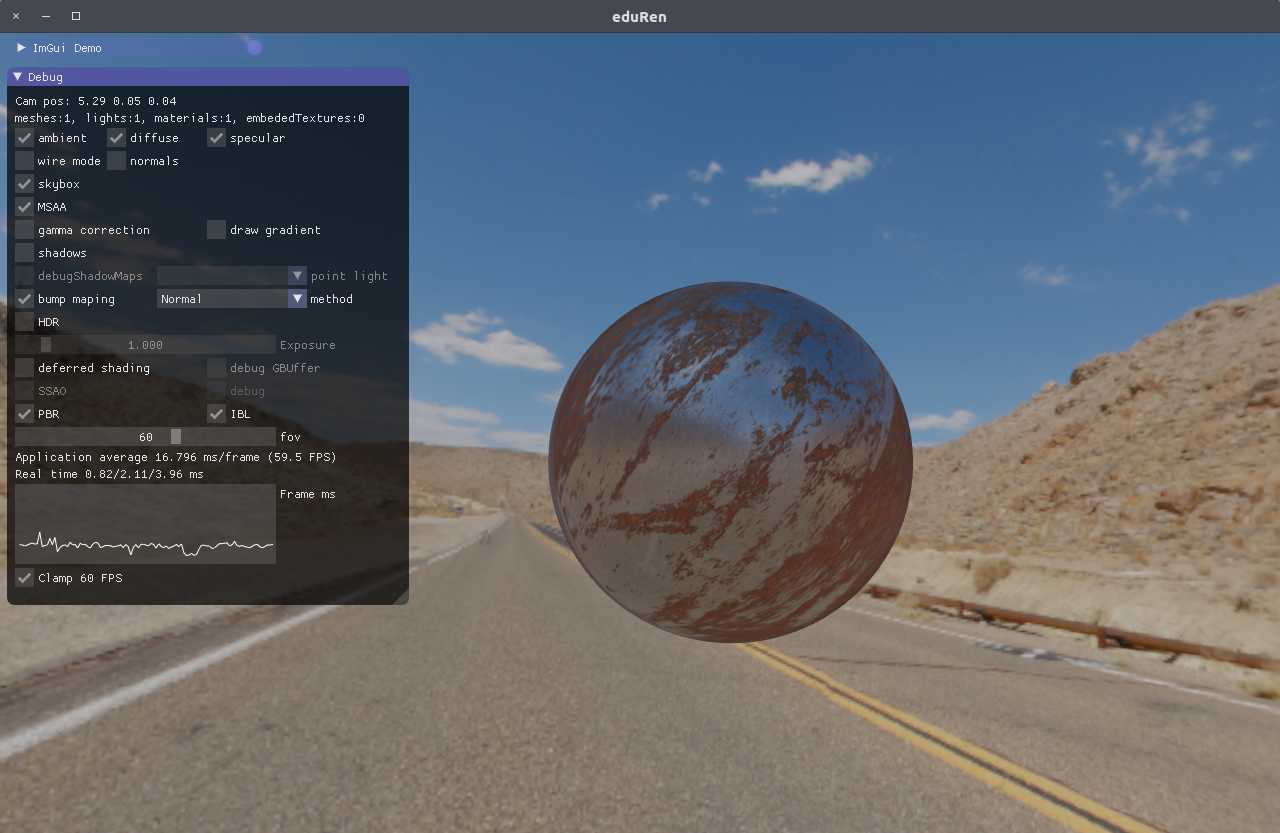 eduRen
ImGui Demo
Debug
Cam pos: 5.29 0.05 0.04
meshes:1, lights:1, materials:1, embededTextures:0
ambient diffuse specular
wire mode normals
skybox
MSAA
gamma correction draw gradient
shadows
debugShadowMaps point light
bump maping Normal method
HDR
1.000 Exposure
deferred shading debug GBUffer
SSAO debug
PBR IBL
60 fov
Application average 16.796 ms/frame (59.5 FPS)
Real time 0.82/2.11/3.96 ms
Frame ms
Clamp 60 FPS